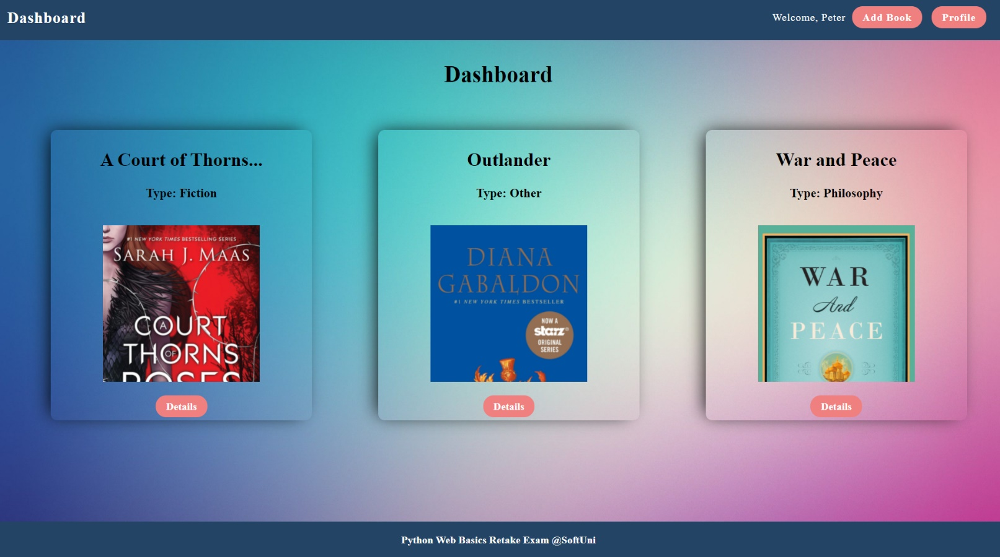 Dashboard
Welcome, Peter
Add Book
Profile
Dashboard
A Court of Thorns...
Type: Fiction
#1 NEW YORK TIMES BESTSELLING SERIES
SARAH J. MAAS
A
COURT
OF
THORNS
ROSES
Details
Outlander
Type: Other
DIANA
GABALDON
#1 NEW YORK TIMES BESTSELLER
NOW A
starz®
ORIGINAL
SERIES
Details
War and Peace
Type: Philosophy
WAR
And
PEACE
Details
Python Web Basics Retake Exam @SoftUni